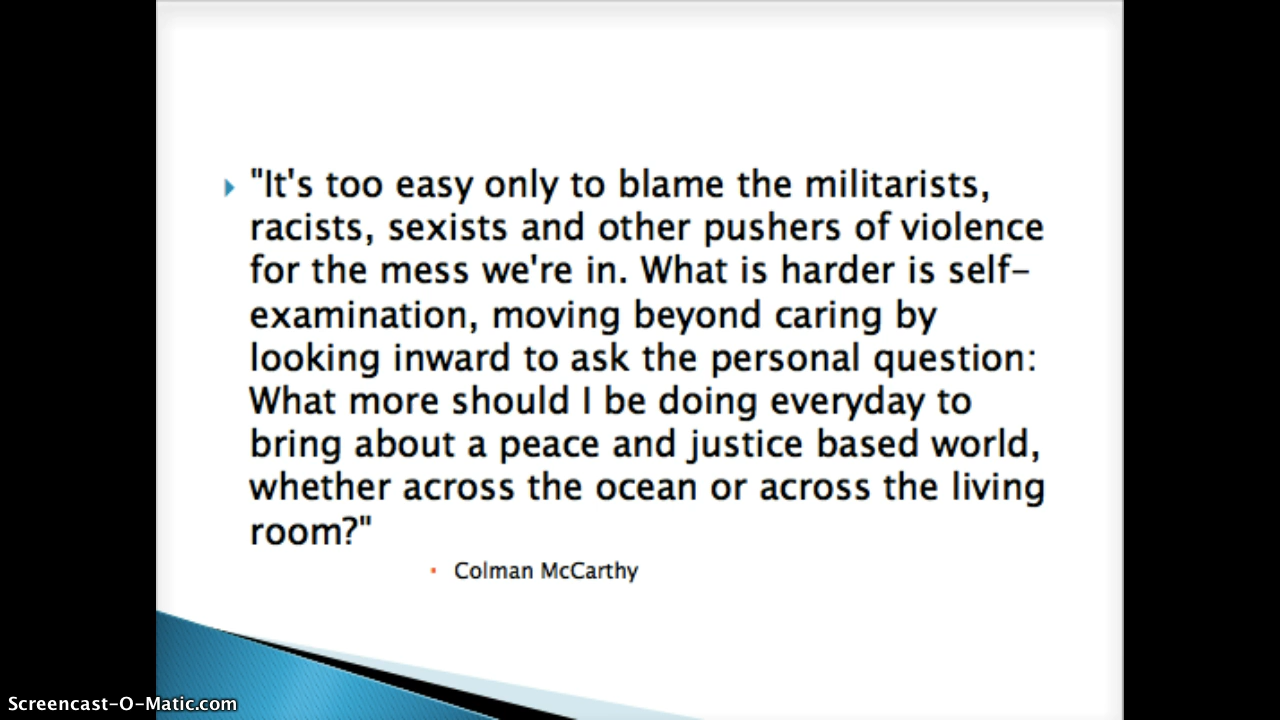 "It's too easy only to blame the militarists,
racists, sexists and other pushers of violence
for the mess we're in. What is harder is self-
examination, moving beyond caring by
looking inward to ask the personal question:
What more should I be doing everyday to
bring about a peace and justice based world,
whether across the ocean or across the living
room?"
Colman McCarthy
Screencast-O-Matic.com